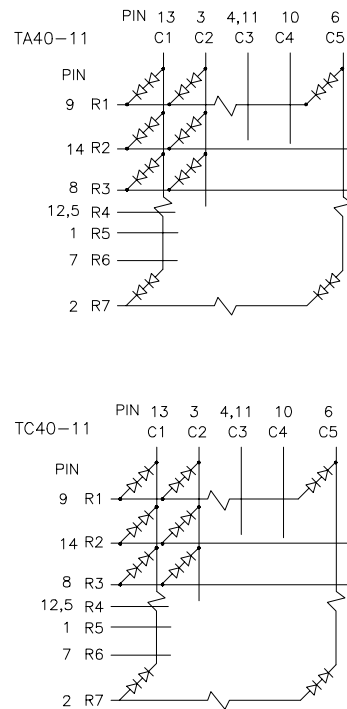 PIN 13 3 4,11 10 6
TA40-11 C1 C2 C3 C4 C5
PIN
9 R1
14 R2
8 R3
12,5 R4
1 R5
7 R6
2 R7
PIN 13 3 4,11 10 6
TC40-11 C1 C2 C3 C4 C5
PIN
9 R1
14 R2
8 R3
12,5 R4
1 R5
7 R6
2 R7